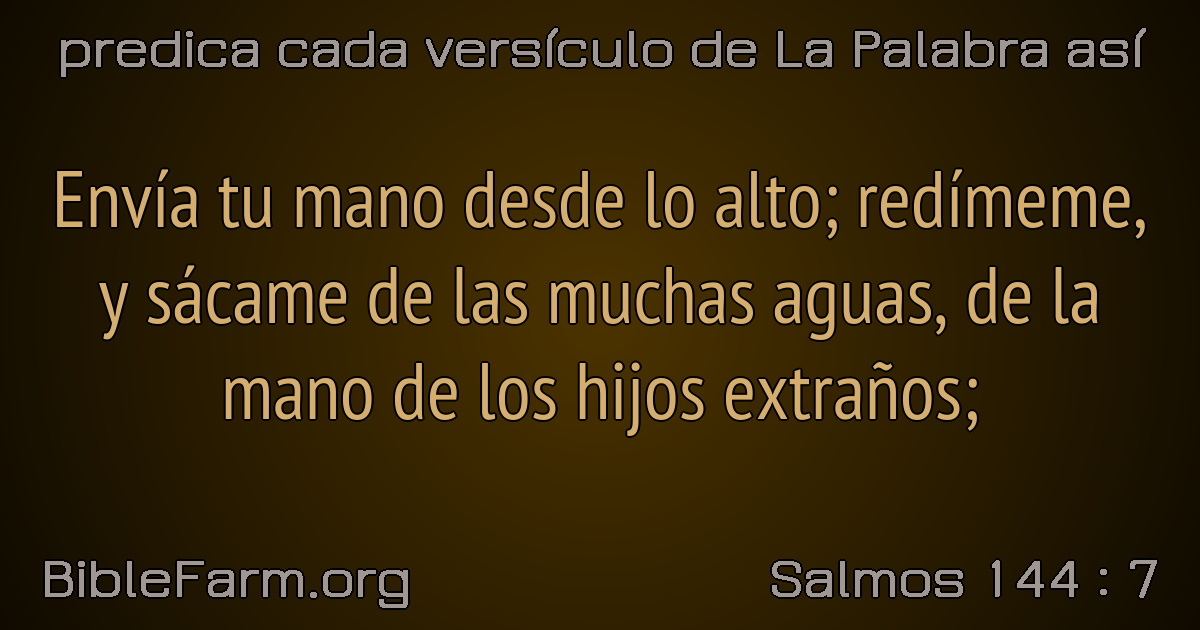 predica cada versículo de La Palabra así
Envía tu mano desde lo alto; redímeme,
y sácame de las muchas aguas, de la
mano de los hijos extraños;
BibleFarm.org
Salmos 144 : 7